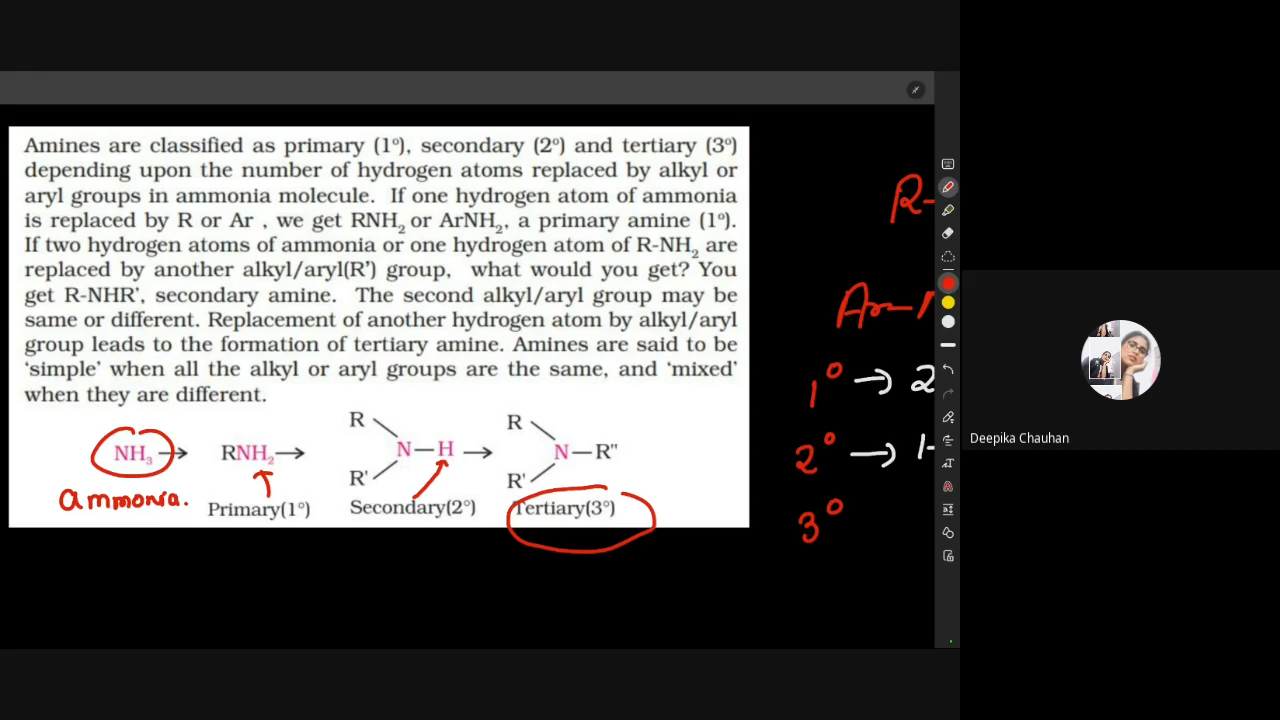 Amines are classified as primary (1°), secondary (2°) and tertiary (3°)
depending upon the number of hydrogen atoms replaced by alkyl or
aryl groups in ammonia molecule. If one hydrogen atom of ammonia
is replaced by R or Ar , we get RNH₂ or ArNH₂, a primary amine (1°).
If two hydrogen atoms of ammonia or one hydrogen atom of R-NH₂ are
replaced by another alkyl/aryl(R’) group, what would you get? You
get R-NHR’, secondary amine. The second alkyl/aryl group may be
same or different. Replacement of another hydrogen atom by alkyl/aryl
group leads to the formation of tertiary amine. Amines are said to be
‘simple’ when all the alkyl or aryl groups are the same, and ‘mixed’
when they are different.
R R
NH₃ → RNH₂ → N—H → N—R"
R' R'
ammonia.
Primary(1°) Secondary(2°) Tertiary(3°)
R-
Ar-
1° → 2
2° → 1-
3°
Deepika Chauhan